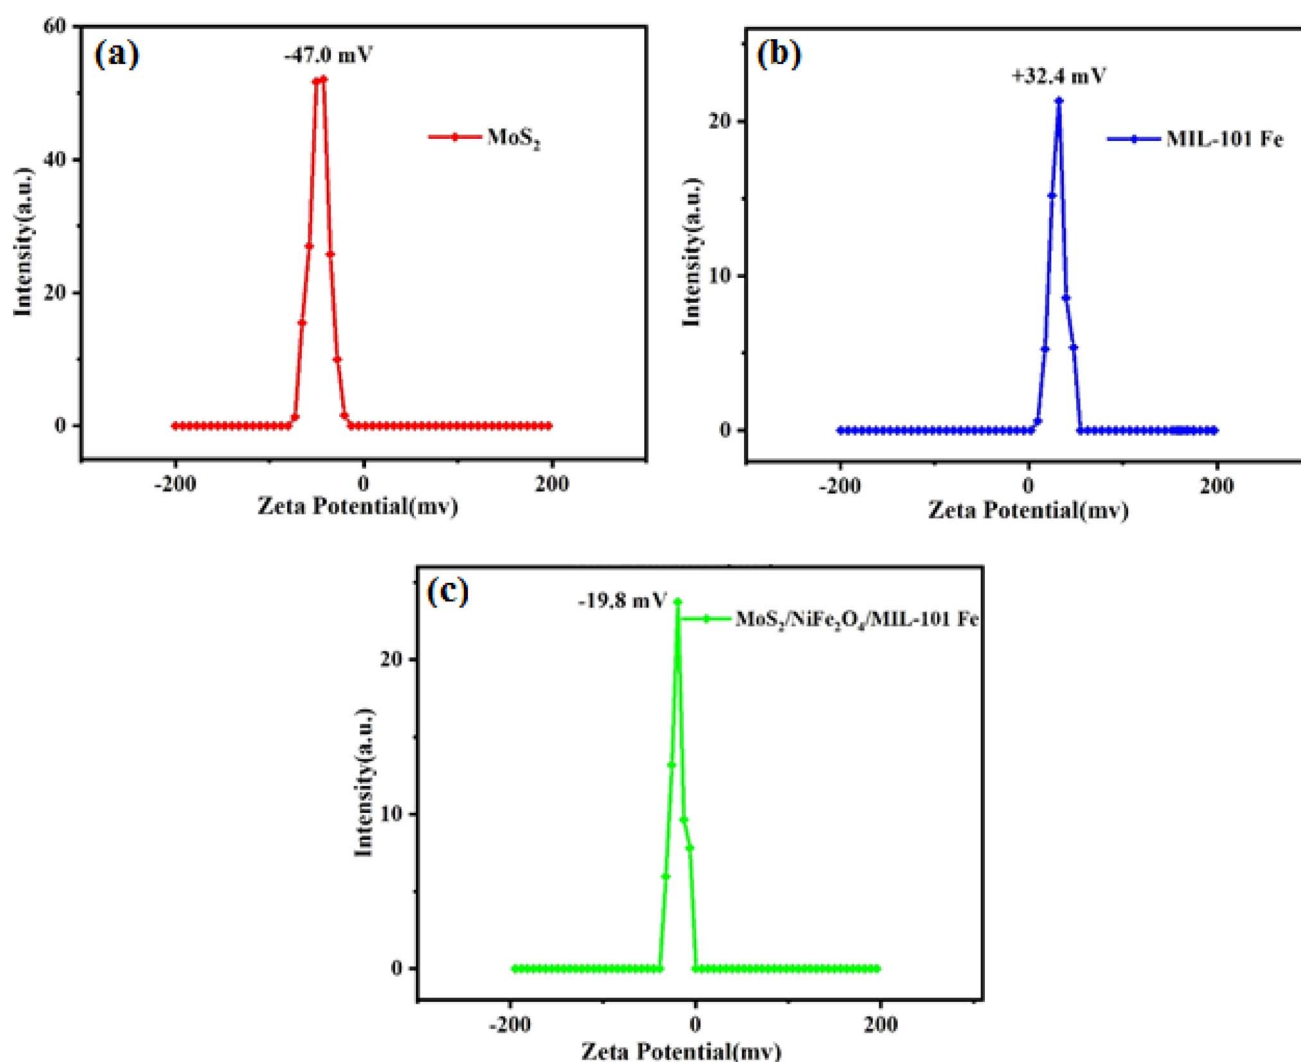 (a)
-47.0 mV
MoS₂
60
40
20
0
Intensity(a.u.)
-200
0
200
Zeta Potential(mv)
(b)
+32.4 mV
MIL-101 Fe
20
10
0
Intensity(a.u.)
-200
0
200
Zeta Potential(mv)
(c)
-19.8 mV
MoS₂/NiFe₂O₄/MIL-101 Fe
20
10
0
Intensity(a.u.)
-200
0
200
Zeta Potential(mv)